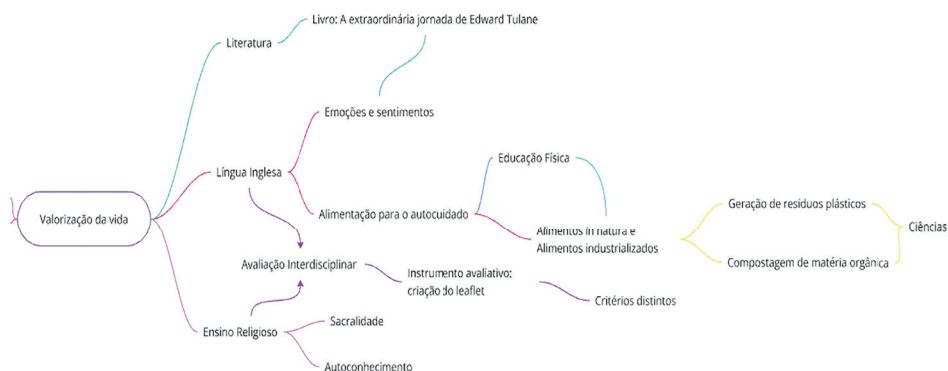 Livro: A extraordinária jornada de Edward Tulane
Literatura
Emoções e sentimentos
Educação Física
Língua Inglesa
Geração de resíduos plásticos
Alimentação para o autocuidado
Valorização da vida
Ciências
Alimentos in natura e
Alimentos industrializados
Avaliação Interdisciplinar
Compostagem de matéria orgânica
Instrumento avaliativo:
criação do leaflet
Critérios distintos
Sacralidade
Ensino Religioso
Autoconhecimento